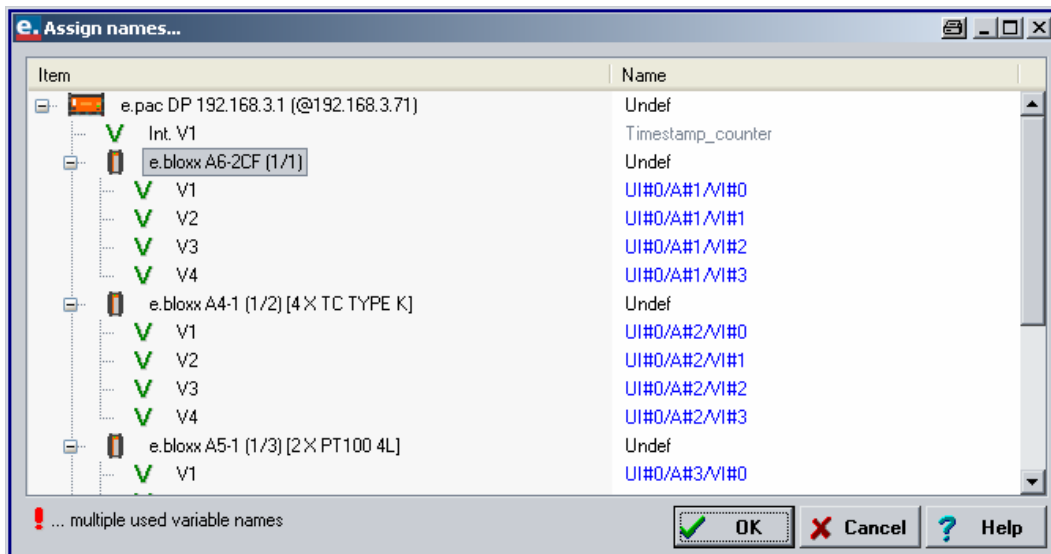 e. Assign names...
Item Name
e.pac DP 192.168.3.1 (@192.168.3.71) Undef
Int. V1 Timestamp_counter
e.bloxx A6-2CF (1/1) Undef
V1 UI#0/A#1/VI#0
V2 UI#0/A#1/VI#1
V3 UI#0/A#1/VI#2
V4 UI#0/A#1/VI#3
e.bloxx A4-1 (1/2) [4 X TC TYPE K] Undef
V1 UI#0/A#2/VI#0
V2 UI#0/A#2/VI#1
V3 UI#0/A#2/VI#2
V4 UI#0/A#2/VI#3
e.bloxx A5-1 (1/3) [2 X PT100 4L] Undef
V1 UI#0/A#3/VI#0
! ... multiple used variable names OK Cancel ? Help